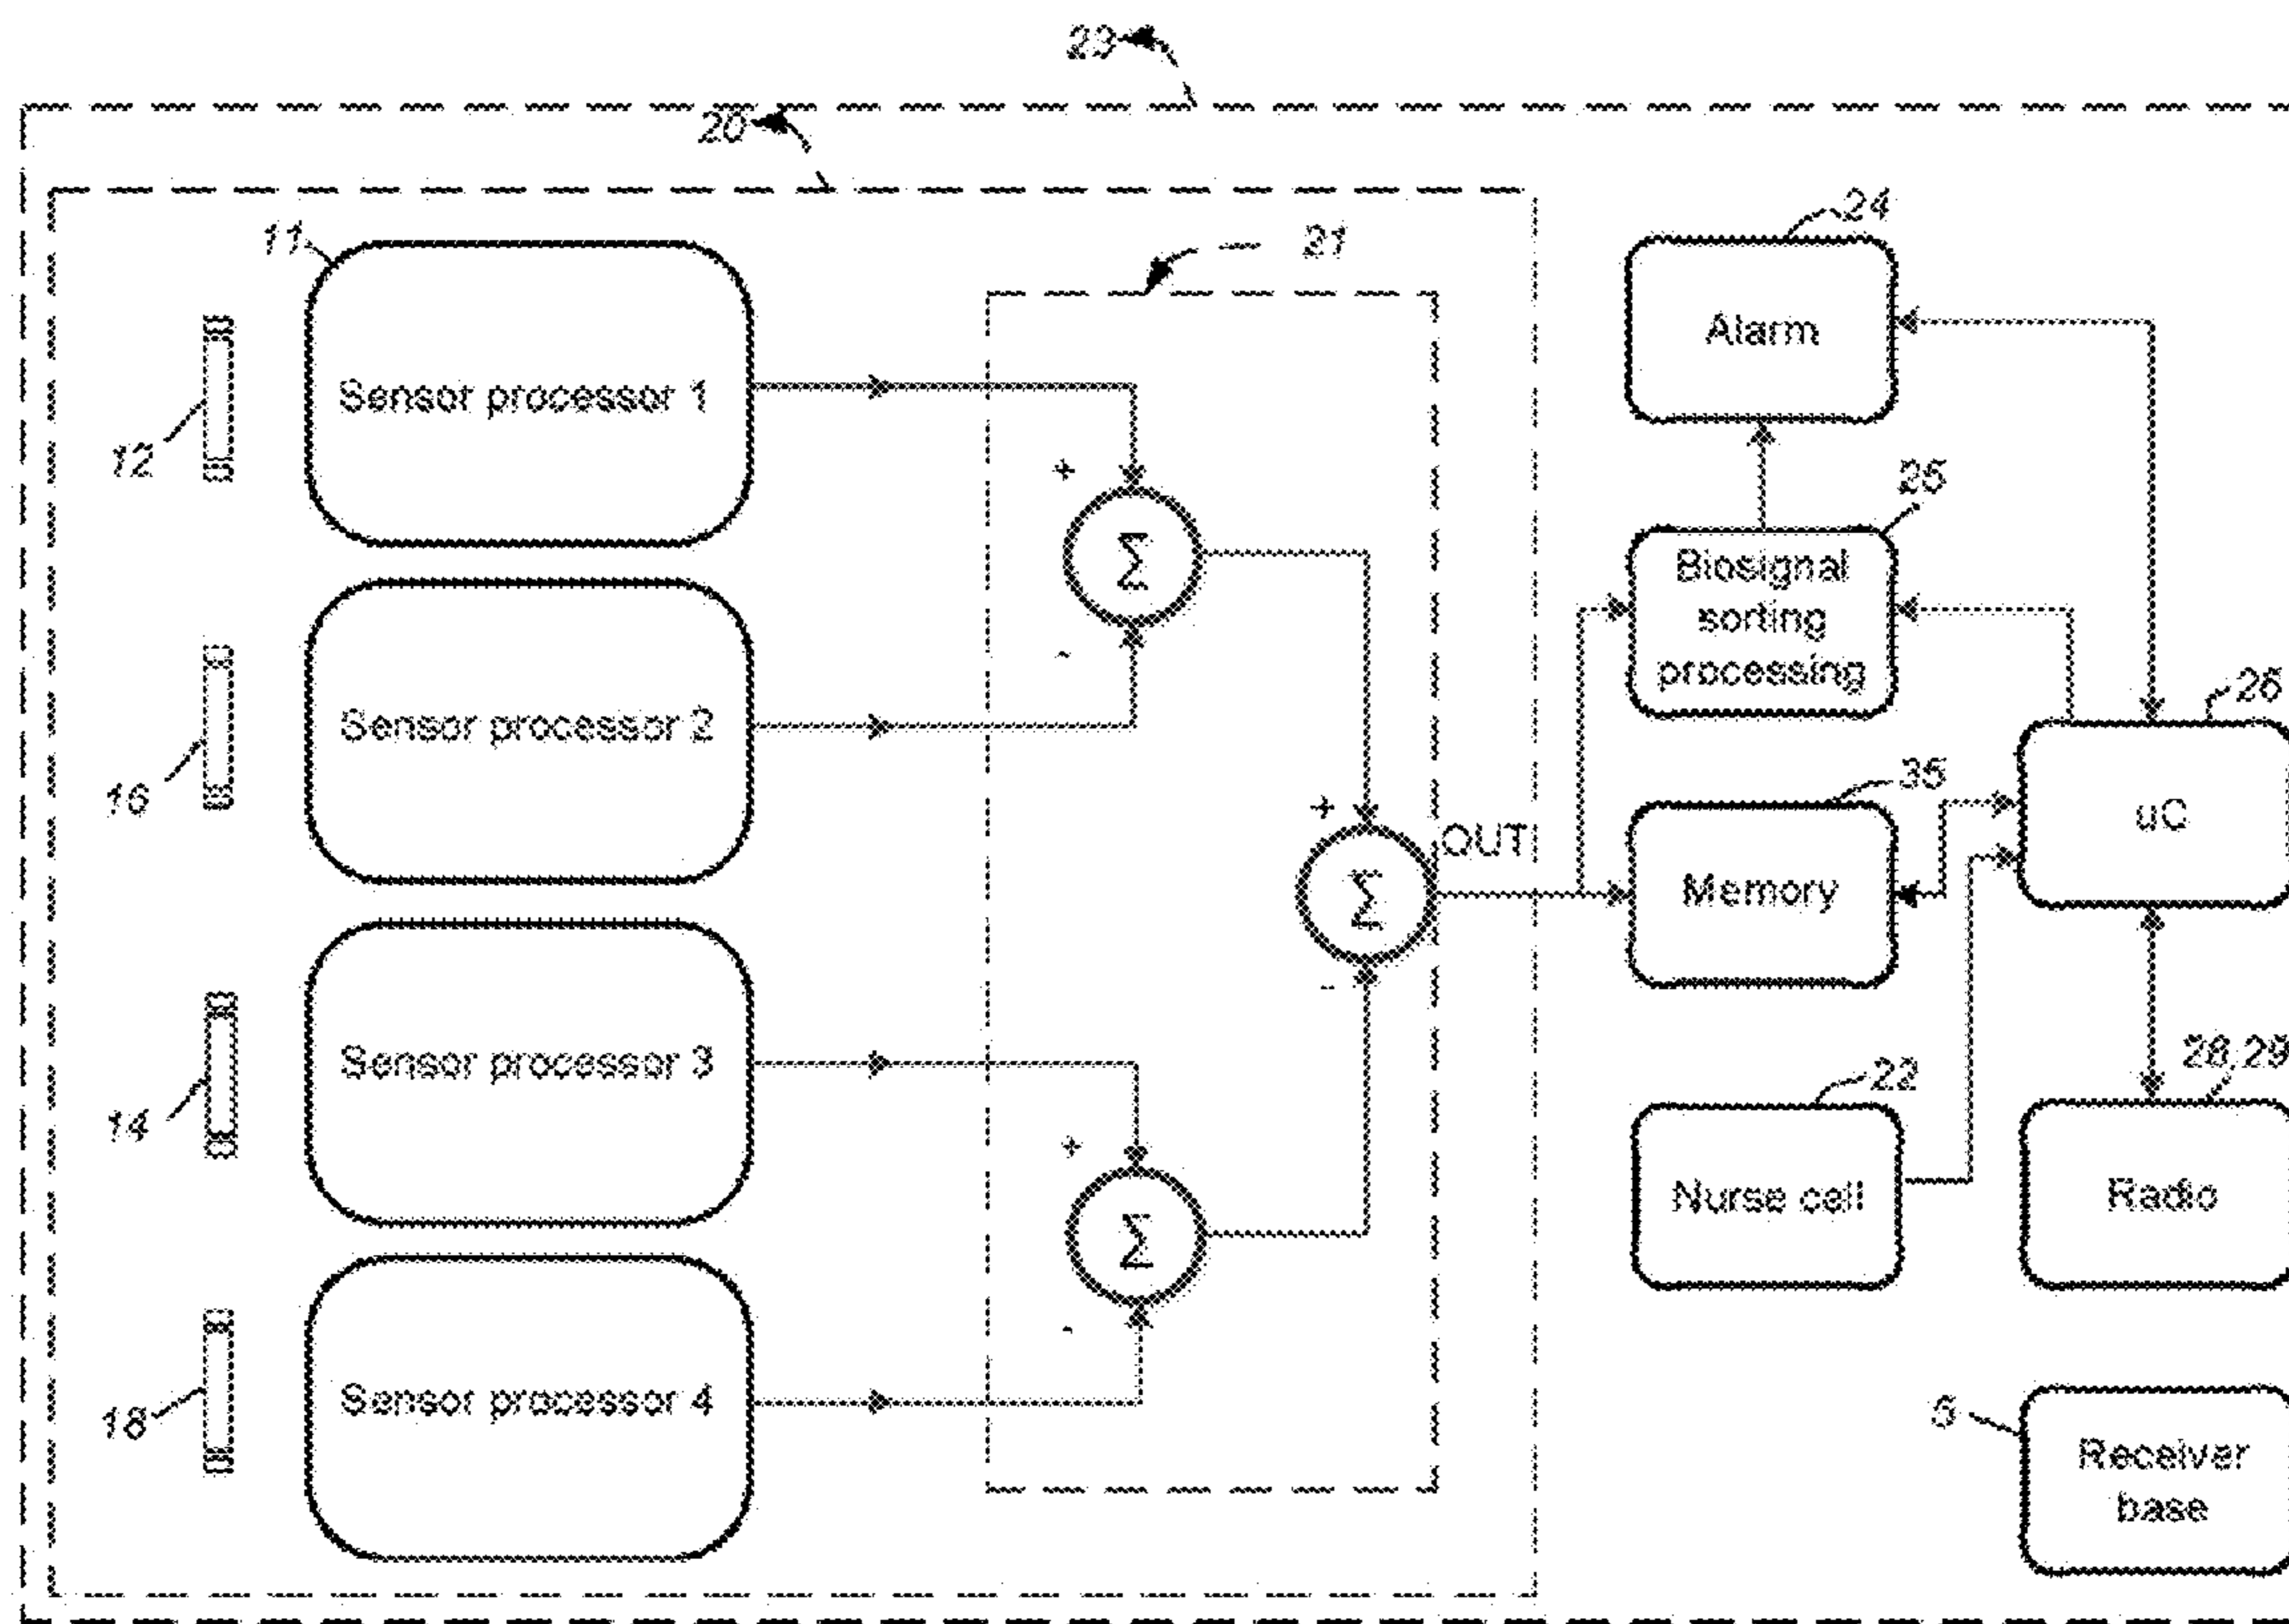 23
20
24
11
21
Alarm
Sensor processor 1
12
+
25
Σ
Biosignal
sorting
processing
-
Sensor processor 2
26
16
35
+
uC
OUT
Memory
Σ
-
Sensor processor 3
28,29
22
14
+
Nurse cell
Radio
Σ
-
Sensor processor 4
18
Receiver
base